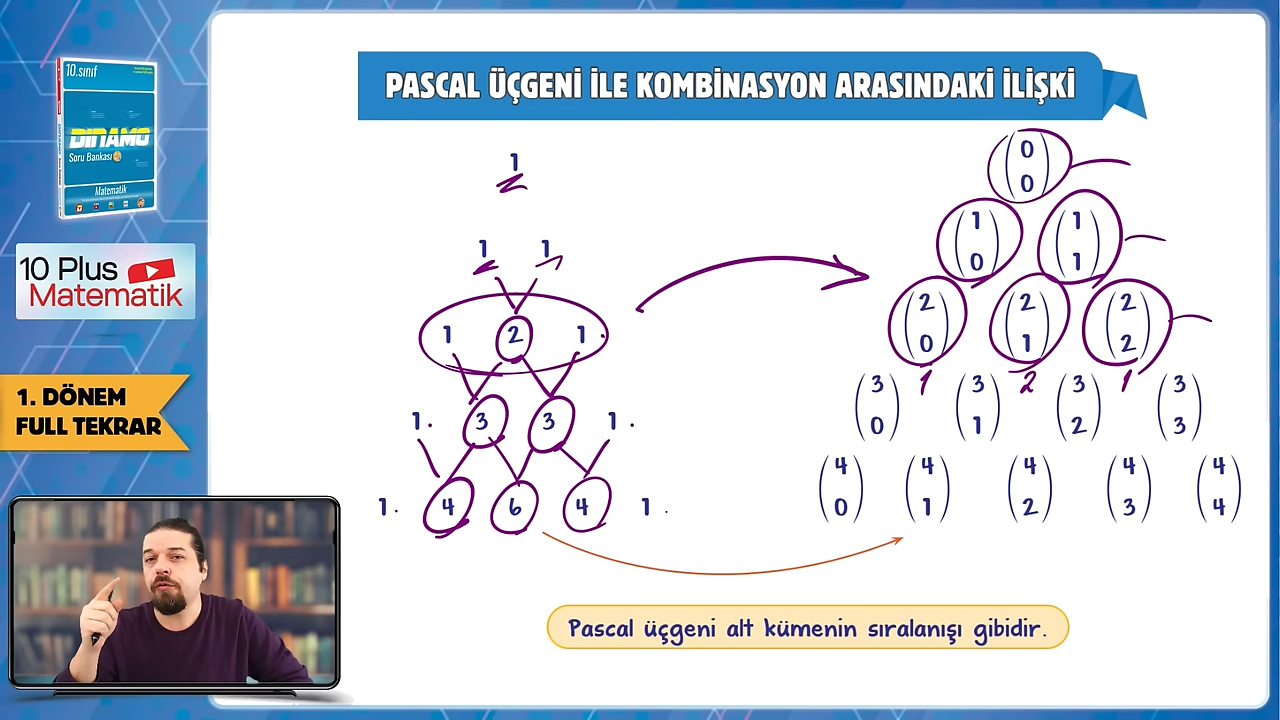 10.sınıf
DINAMO
Soru Bankası
Matematik
10 Plus
Matematik
1. DÖNEM
FULL TEKRAR
PASCAL ÜÇGENİ İLE KOMBİNASYON ARASINDAKİ İLİŞKİ
1
1 1
1 2 1
1 3 3 1
1 4 6 4 1
(0 0)
(1 0) (1 1)
(2 0) (2 1) (2 2)
1 2 1
(3 0) (3 1) (3 2) (3 3)
(4 0) (4 1) (4 2) (4 3) (4 4)
Pascal üçgeni alt kümenin sıralanışı gibidir.